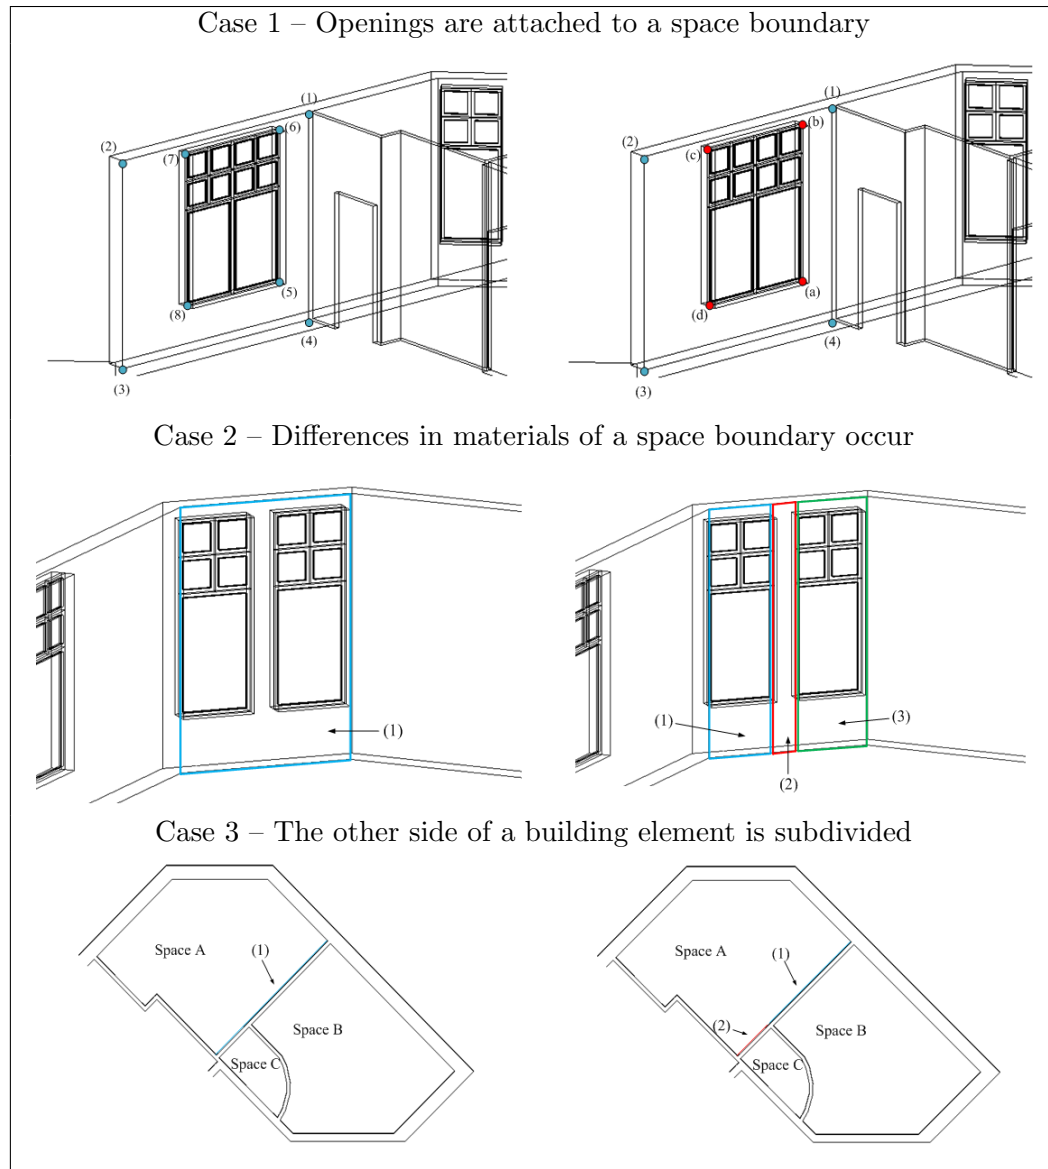 Case 1 – Openings are attached to a space boundary
(1)
(2)
(6)
(7)
(5)
(8)
(4)
(3)
(1)
(2)
(b)
(c)
(a)
(d)
(4)
(3)
Case 2 – Differences in materials of a space boundary occur
(1)
(1)
(3)
(2)
Case 3 – The other side of a building element is subdivided
Space A
(1)
Space B
Space C
Space A
(1)
(2)
Space B
Space C